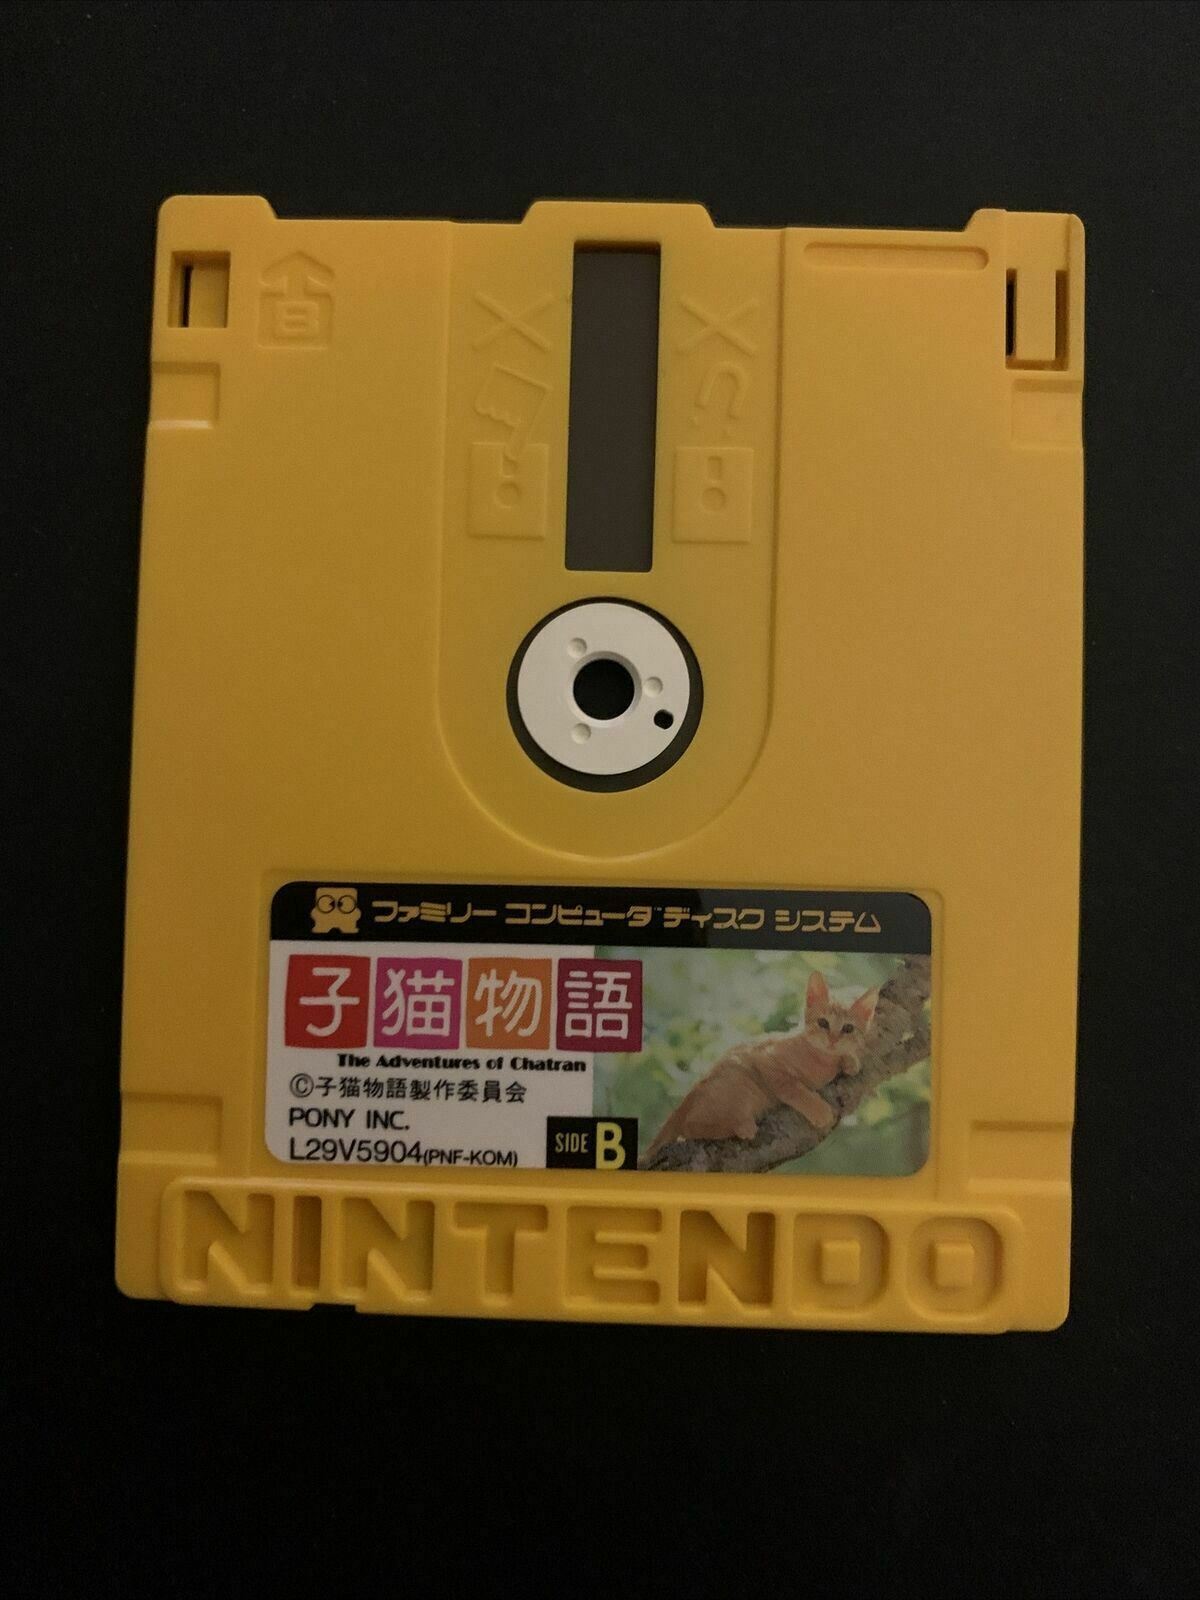 B
ファミリー コンピュータ™ ディスク システム
子猫物語
The Adventures of Chatran
©子猫物語製作委員会
PONY INC.
L29V5904(PNF-KOM)
SIDE B
NINTENDO